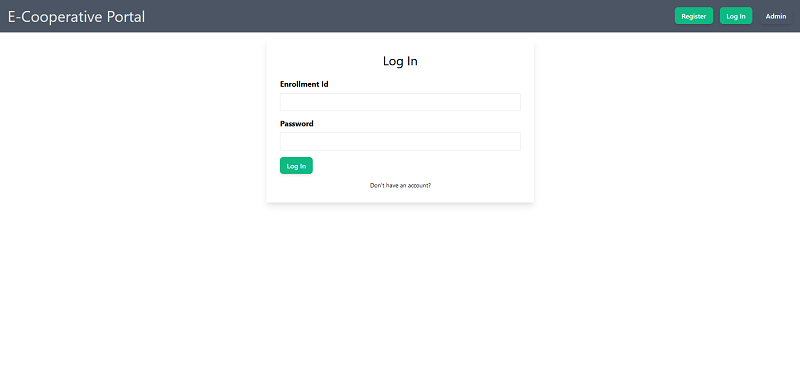 E-Cooperative Portal
Register
Log In
Admin
Log In
Enrollment Id
Password
Log In
Don't have an account?